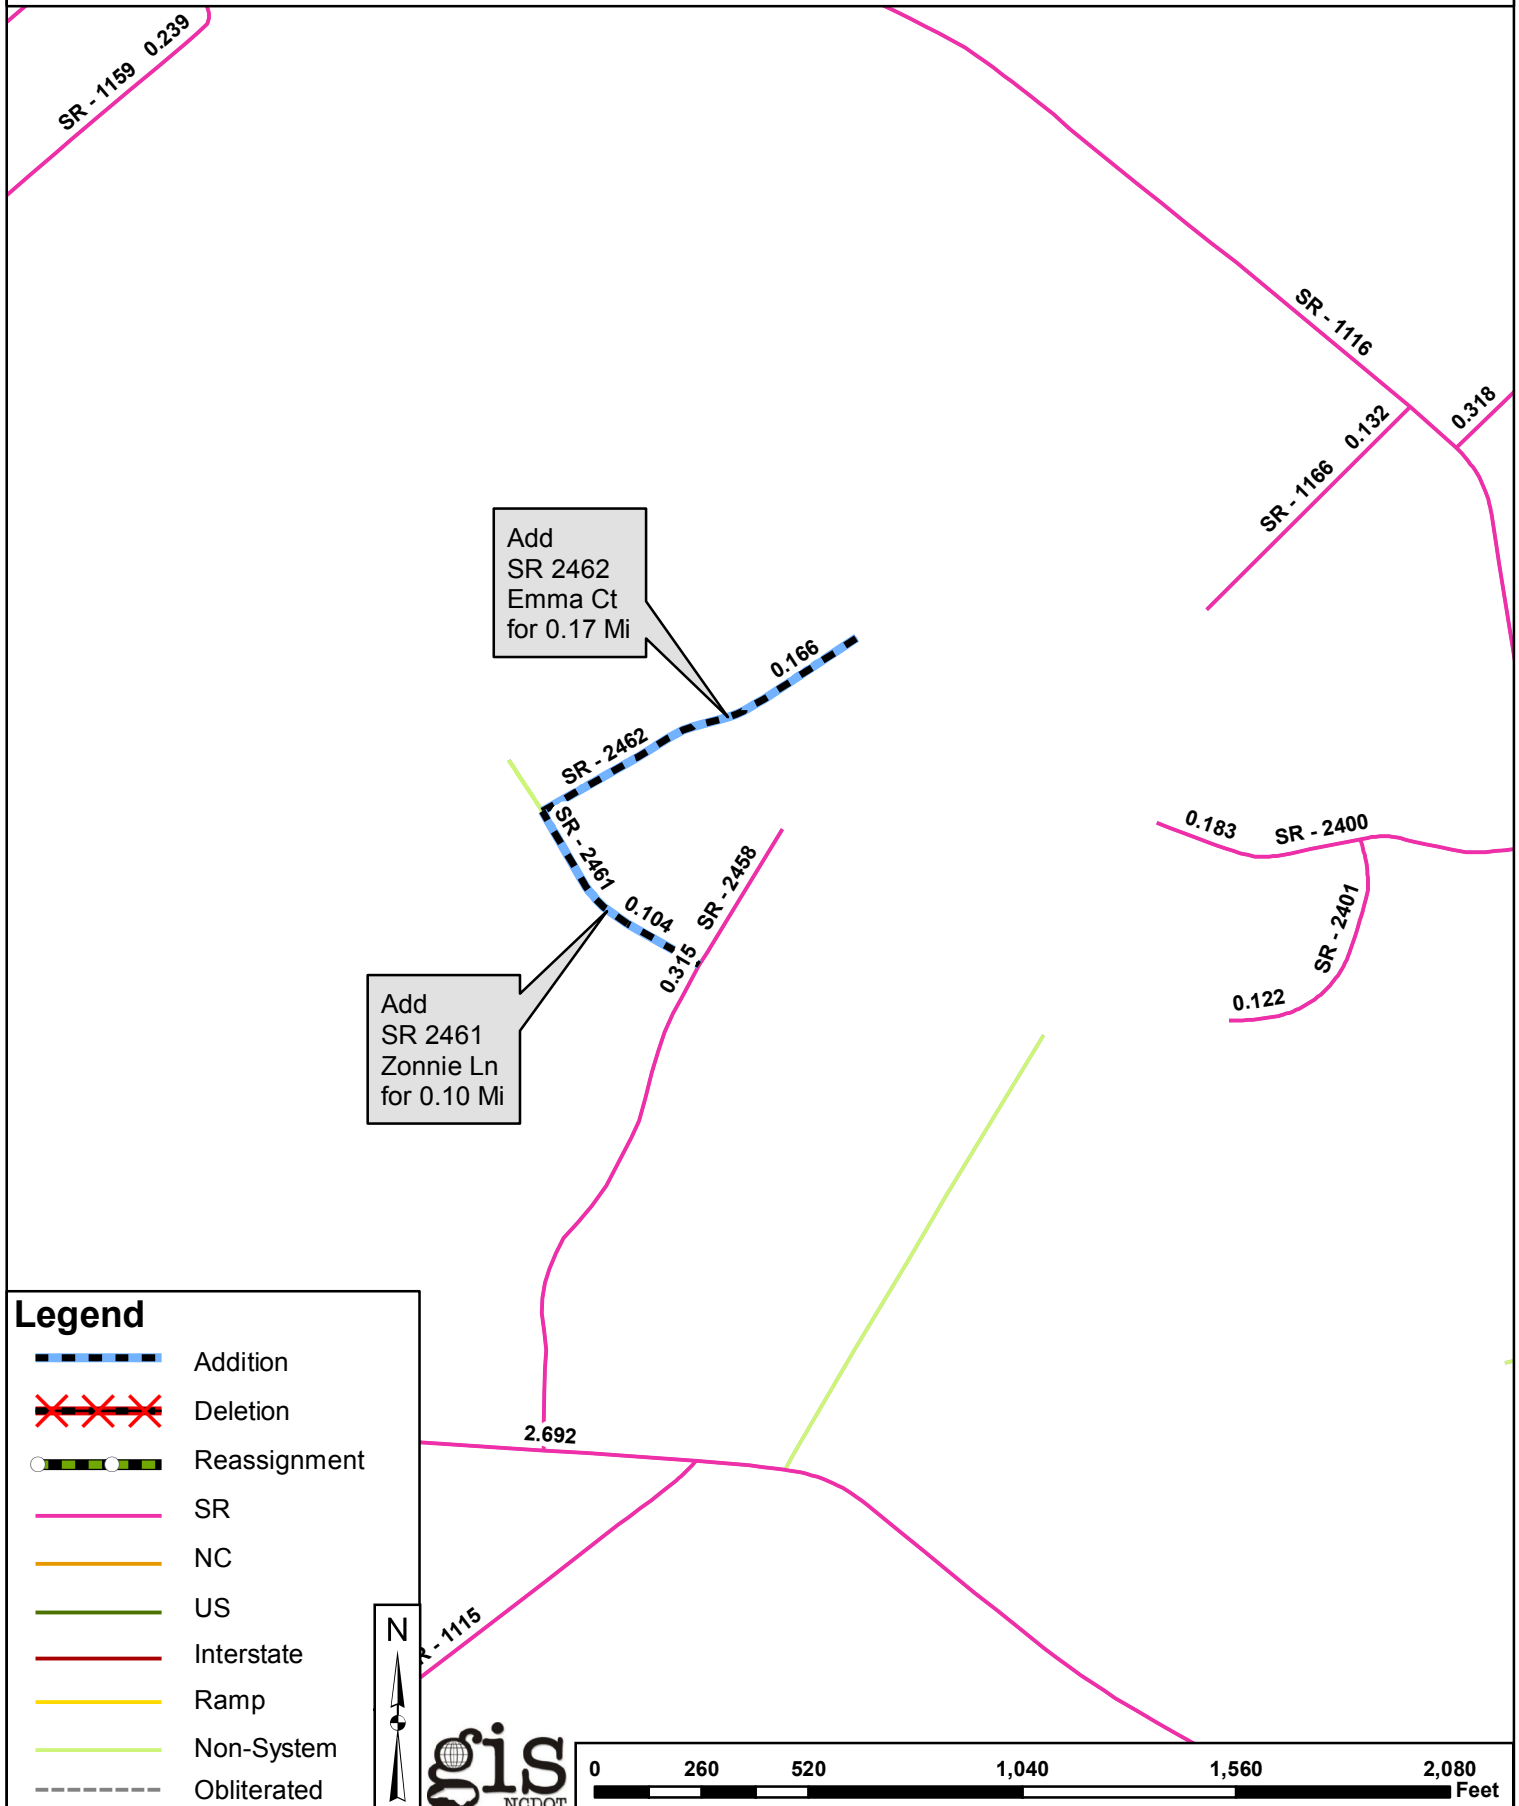 SR - 1159 0.239
SR - 1116
0.318
SR - 1166 0.132
Add
SR 2462
Emma Ct
for 0.17 Mi
0.166
SR - 2462
SR - 2461
0.104
SR - 2458
0.315
0.183
SR - 2400
SR - 2401
0.122
Add
SR 2461
Zonnie Ln
for 0.10 Mi
2.692
R - 1115
Legend
Addition
Deletion
Reassignment
SR
NC
US
Interstate
Ramp
Non-System
Obliterated
N
gis
NCDOT
0 260 520 1,040 1,560 2,080
Feet